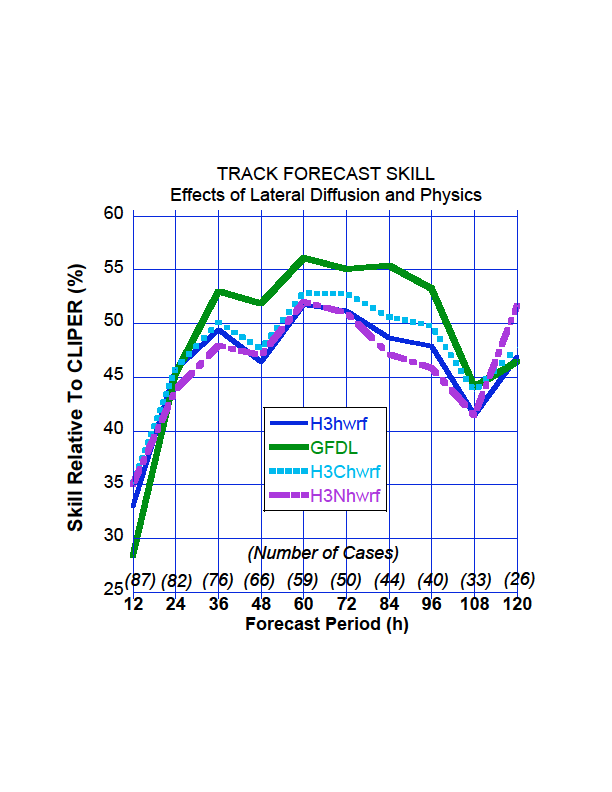 TRACK FORECAST SKILL
Effects of Lateral Diffusion and Physics
Skill Relative To CLIPER (%)
60
55
50
45
40
35
30
25
H3hwrf
GFDL
H3Chwrf
H3Nhwrf
(Number of Cases)
(87) (82) (76) (66) (59) (50) (44) (40) (33) (26)
12 24 36 48 60 72 84 96 108 120
Forecast Period (h)